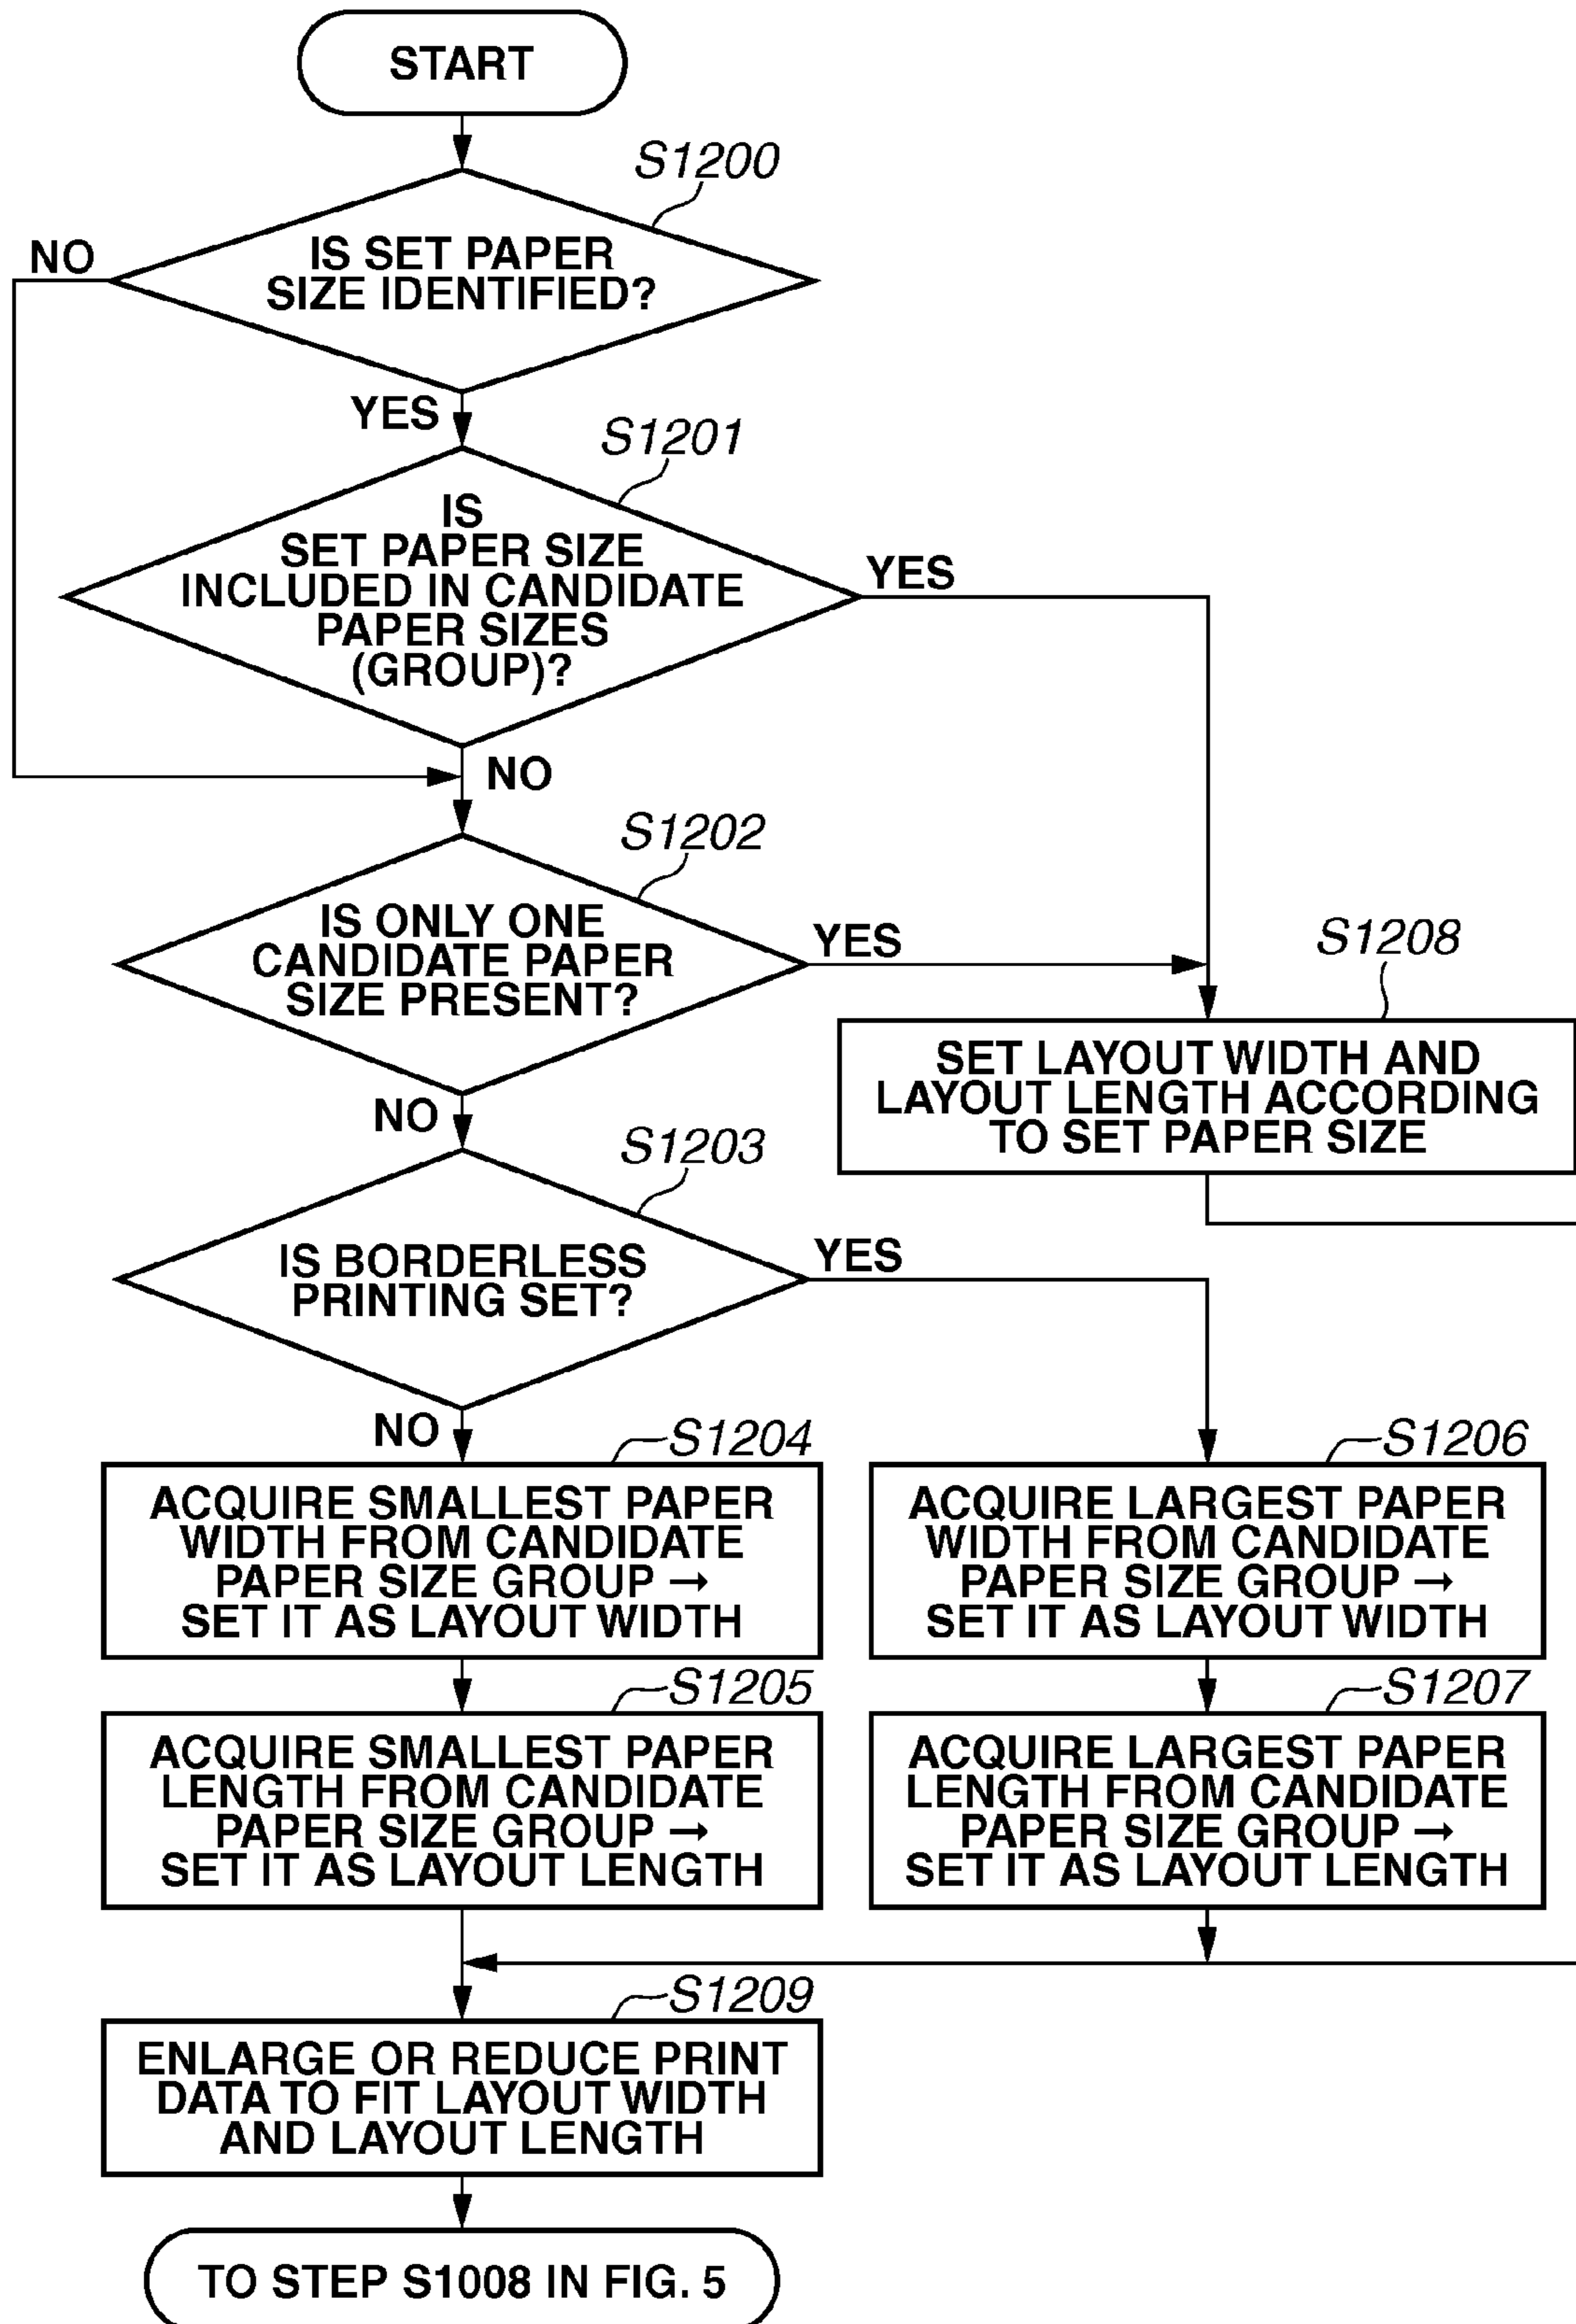 START
S1200
NO
IS SET PAPER
SIZE IDENTIFIED?
YES
S1201
IS
SET PAPER SIZE
INCLUDED IN CANDIDATE
PAPER SIZES
(GROUP)?
YES
NO
S1202
IS ONLY ONE
CANDIDATE PAPER
SIZE PRESENT?
YES
S1208
SET LAYOUT WIDTH AND
LAYOUT LENGTH ACCORDING
TO SET PAPER SIZE
NO
S1203
IS BORDERLESS
PRINTING SET?
YES
NO
S1204
ACQUIRE SMALLEST PAPER
WIDTH FROM CANDIDATE
PAPER SIZE GROUP →
SET IT AS LAYOUT WIDTH
S1206
ACQUIRE LARGEST PAPER
WIDTH FROM CANDIDATE
PAPER SIZE GROUP →
SET IT AS LAYOUT WIDTH
S1205
ACQUIRE SMALLEST PAPER
LENGTH FROM CANDIDATE
PAPER SIZE GROUP →
SET IT AS LAYOUT LENGTH
S1207
ACQUIRE LARGEST PAPER
LENGTH FROM CANDIDATE
PAPER SIZE GROUP →
SET IT AS LAYOUT LENGTH
S1209
ENLARGE OR REDUCE PRINT
DATA TO FIT LAYOUT WIDTH
AND LAYOUT LENGTH
TO STEP S1008 IN FIG. 5